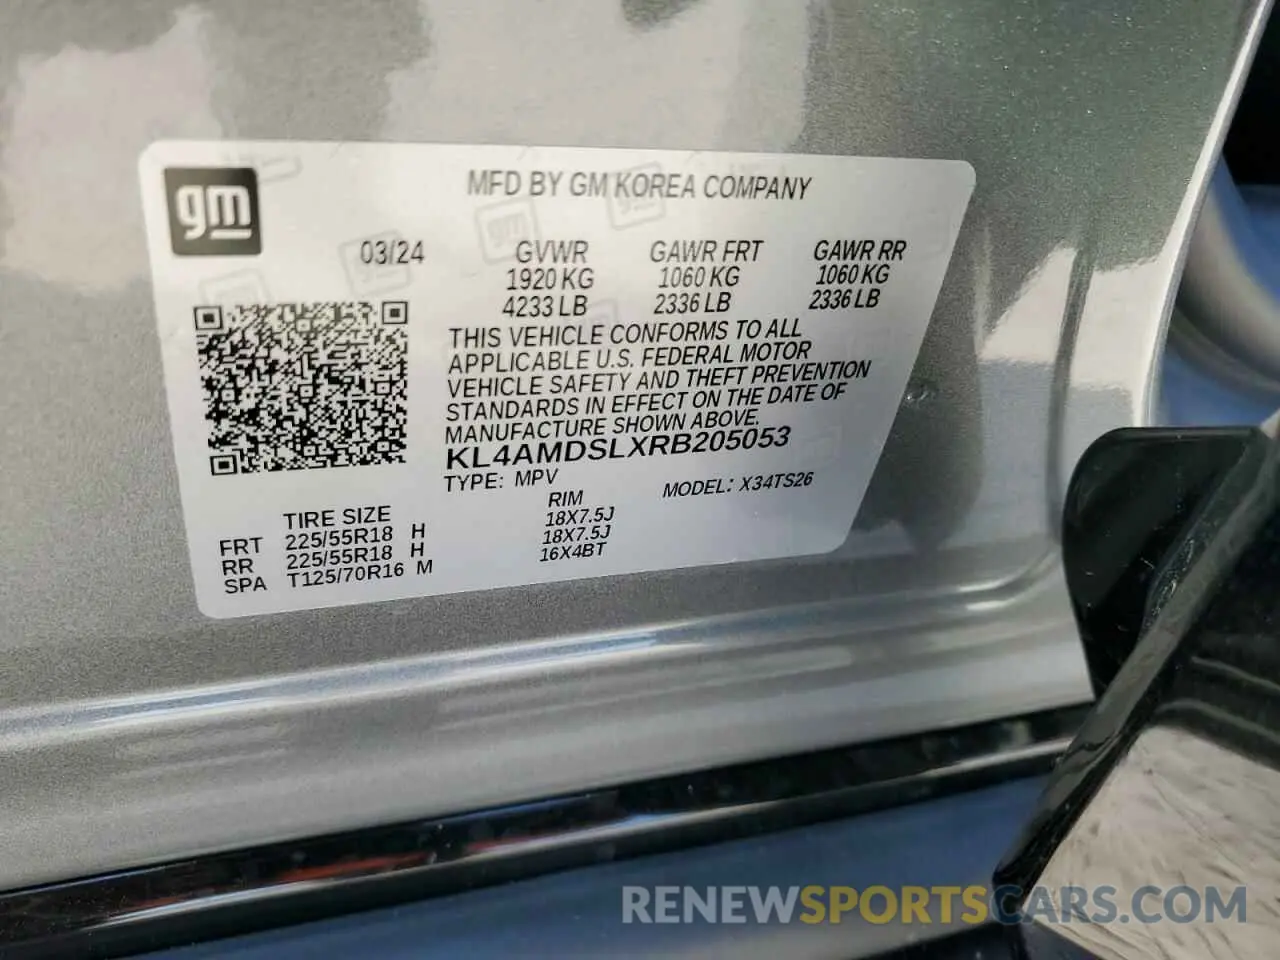 gm
MFD BY GM KOREA COMPANY
03/24 GVWR GAWR FRT GAWR RR
1920 KG 1060 KG 1060 KG
4233 LB 2336 LB 2336 LB
THIS VEHICLE CONFORMS TO ALL
APPLICABLE U.S. FEDERAL MOTOR
VEHICLE SAFETY AND THEFT PREVENTION
STANDARDS IN EFFECT ON THE DATE OF
MANUFACTURE SHOWN ABOVE.
KL4AMDSLXRB205053
TYPE: MPV MODEL: X34TS26
TIRE SIZE RIM
FRT 225/55R18 H 18X7.5J
RR 225/55R18 H 18X7.5J
SPA T125/70R16 M 16X4BT
RENEWSPORTSCARS.COM